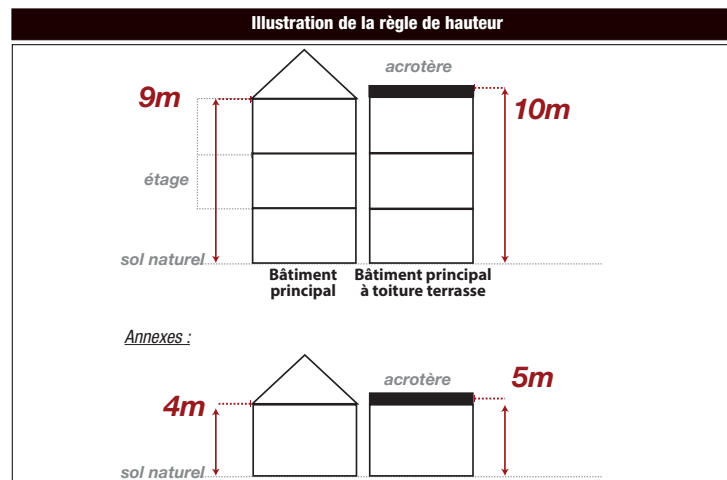 Illustration de la règle de hauteur
acrotère
9m
10m
étage
sol naturel
Bâtiment
principal
Bâtiment principal
à toiture terrasse
Annexes :
acrotère
5m
4m
sol naturel